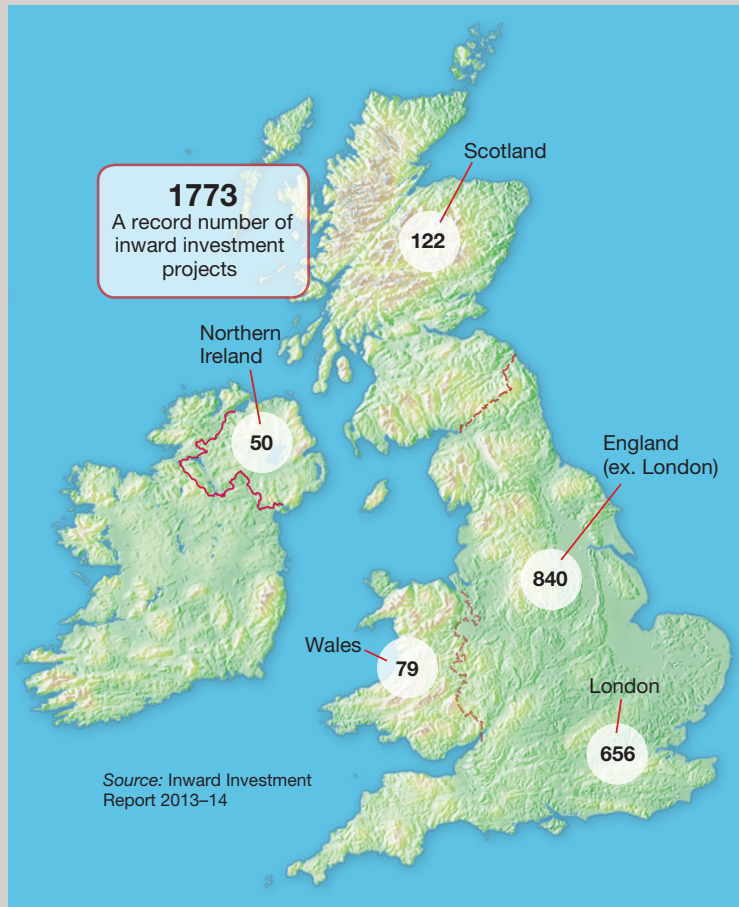 Scotland
1773
A record number of
inward investment
projects
122
Northern
Ireland
50
England
(ex. London)
840
Wales
79
London
656
Source: Inward Investment
Report 2013–14